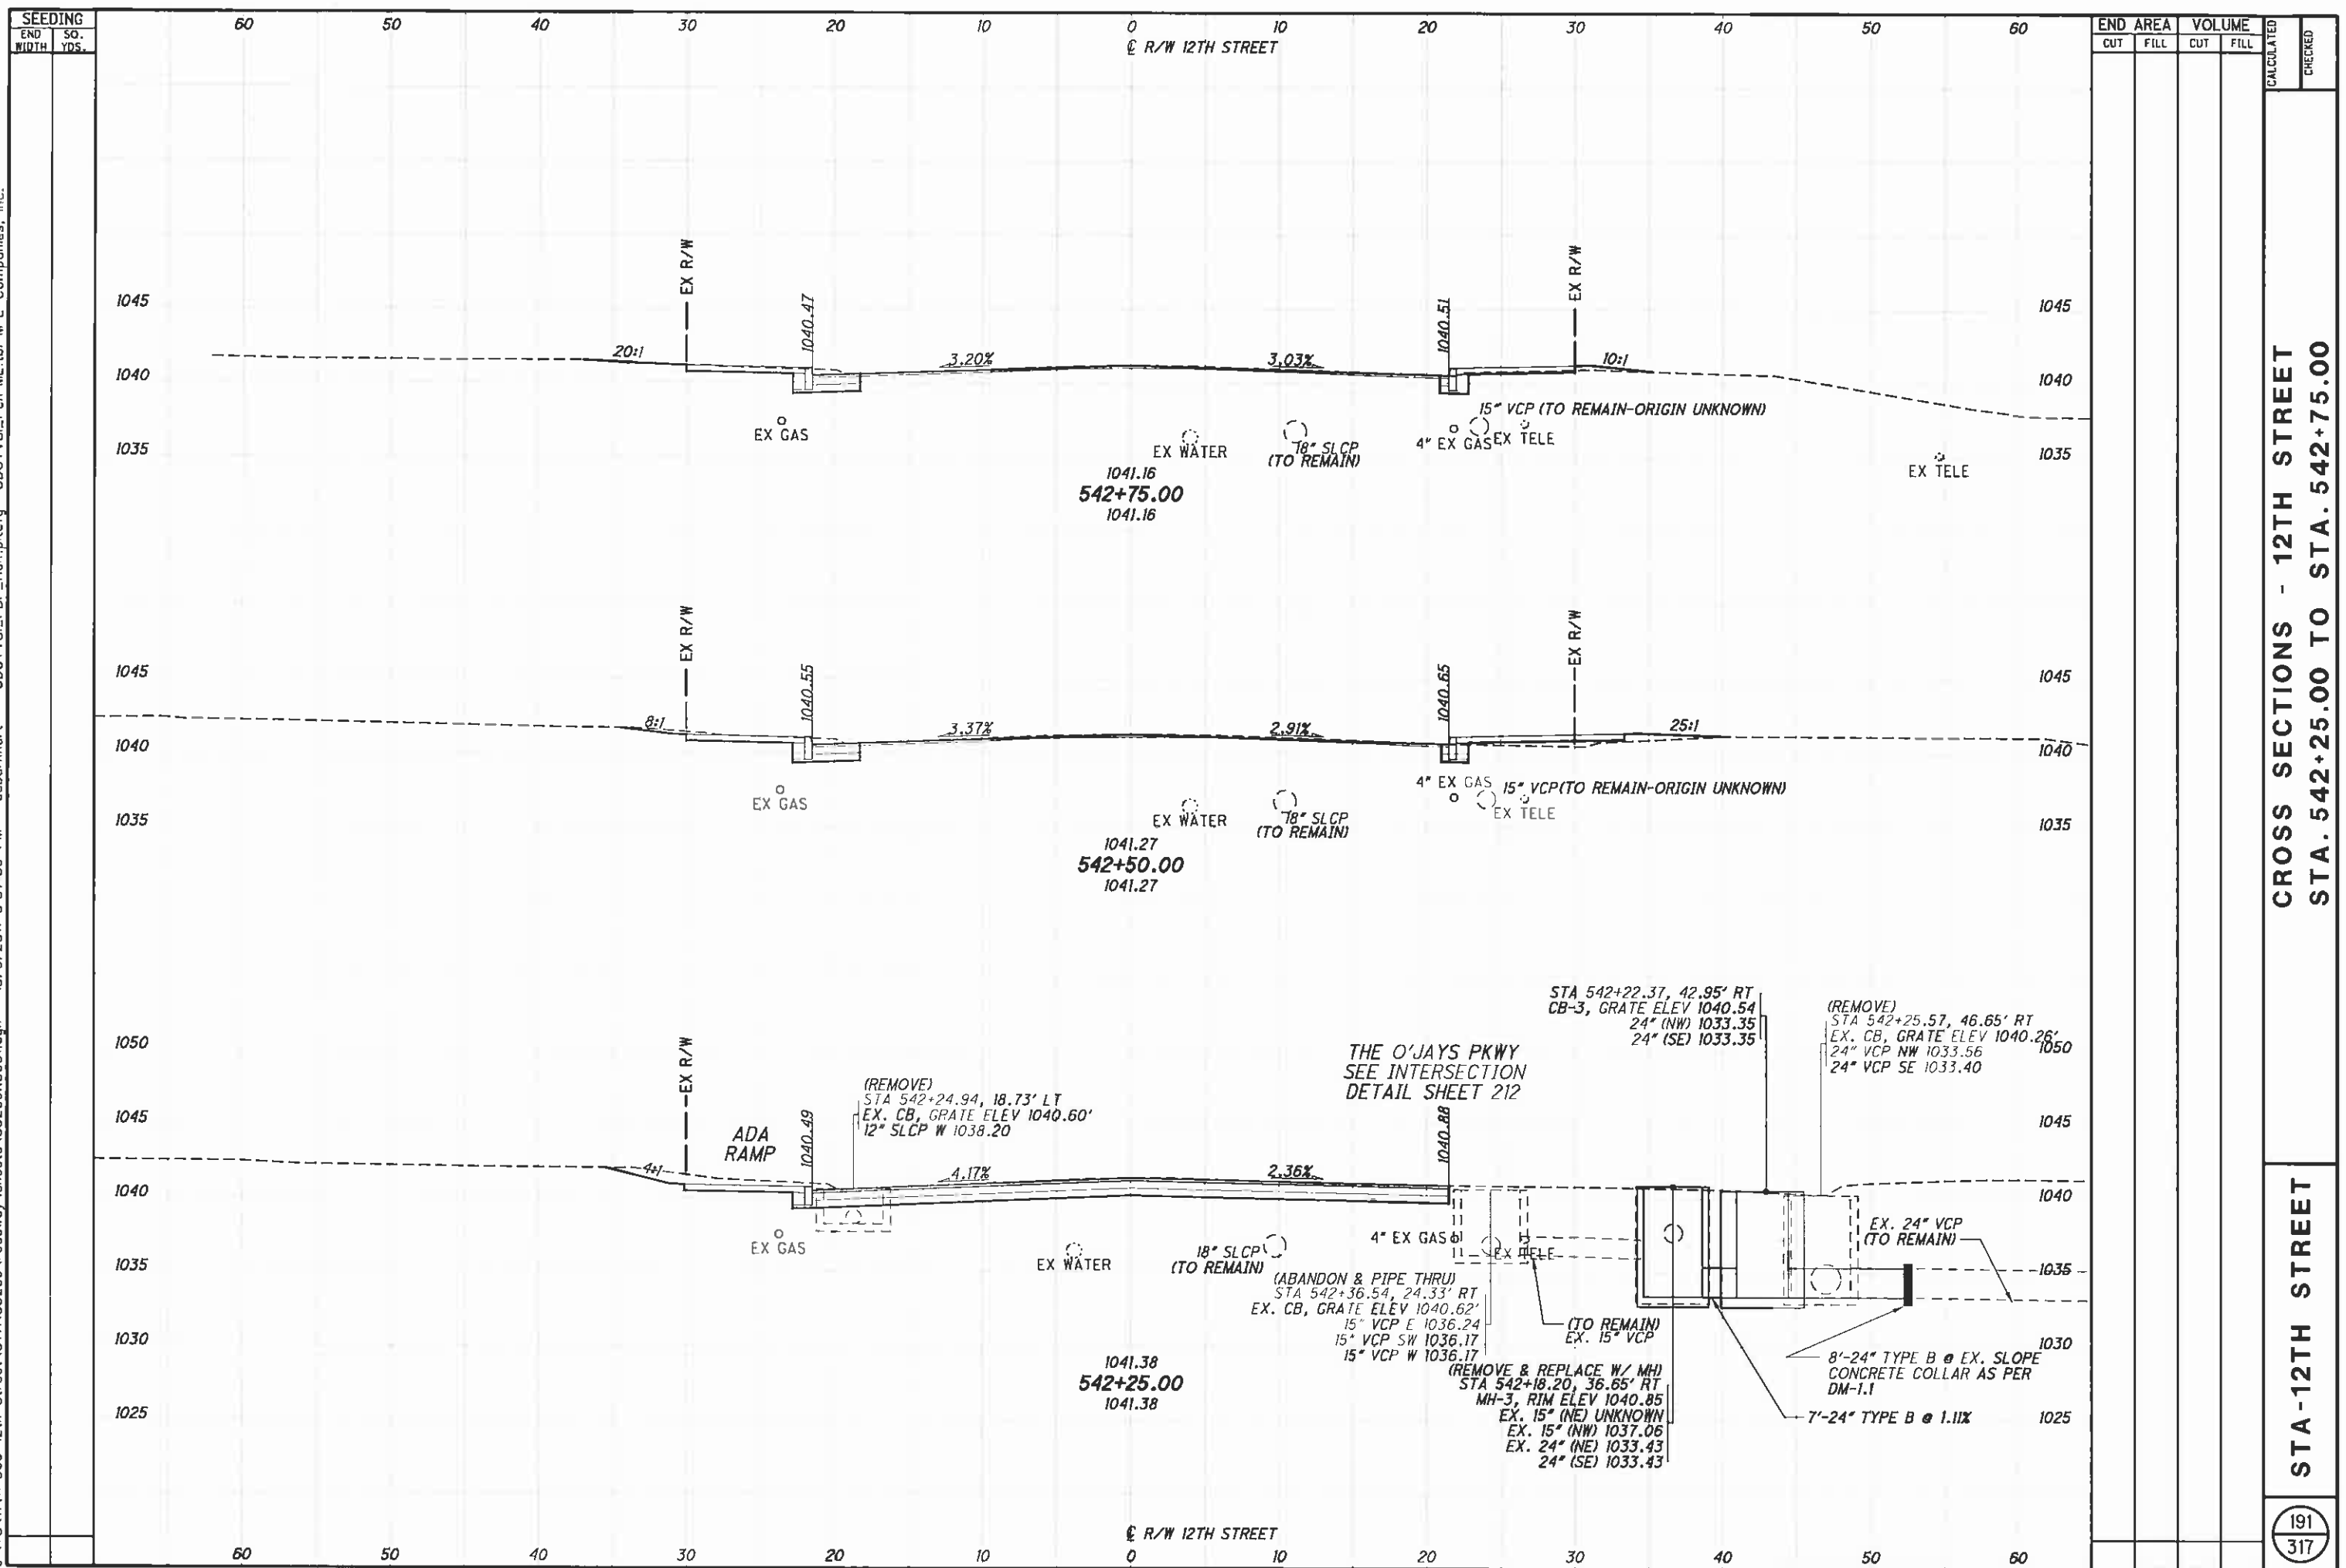 SEEDING
END WIDTH
SQ. YDS.
60 50 40 30 20 10 0 10 20 30 40 50 60
℄ R/W 12TH STREET
END AREA VOLUME
CUT FILL CUT FILL
CALCULATED
CHECKED
EX R/W
1040.47
1040.51
EX R/W
1045
1045
20:1
3.20%
3.03%
10:1
1040
1040
15" VCP (TO REMAIN-ORIGIN UNKNOWN)
EX GAS
4" EX GAS
EX TELE
1035
EX WATER
18" SLCP
(TO REMAIN)
1035
EX TELE
1041.16
542+75.00
1041.16
EX R/W
1040.55
1040.65
EX R/W
1045
1045
8:1
3.37%
2.91%
25:1
1040
1040
4" EX GAS
15" VCP(TO REMAIN-ORIGIN UNKNOWN)
EX GAS
EX TELE
1035
EX WATER
18" SLCP
(TO REMAIN)
1035
1041.27
542+50.00
1041.27
STA 542+22.37, 42.95' RT
CB-3, GRATE ELEV 1040.54
24" (NW) 1033.35
24" (SE) 1033.35
(REMOVE)
STA 542+25.57, 46.65' RT
EX. CB, GRATE ELEV 1040.26'
24" VCP NW 1033.56
24" VCP SE 1033.40
1050
1050
EX R/W
THE O'JAYS PKWY
SEE INTERSECTION
DETAIL SHEET 212
(REMOVE)
STA 542+24.94, 18.73' LT
EX. CB, GRATE ELEV 1040.60'
12" SLCP W 1038.20
1045
1045
ADA
RAMP
1040.49
1040.88
4:1
4.17%
2.36%
1040
1040
EX GAS
4" EX GAS
EX TELE
EX. 24" VCP
(TO REMAIN)
1035
EX WATER
18" SLCP
(TO REMAIN)
1035
(ABANDON & PIPE THRU)
STA 542+36.54, 24.33' RT
EX. CB, GRATE ELEV 1040.62'
15" VCP E 1036.24
15" VCP SW 1036.17
15" VCP W 1036.17
(TO REMAIN)
EX. 15" VCP
1030
1030
8'-24" TYPE B @ EX. SLOPE
CONCRETE COLLAR AS PER
DM-1.1
1041.38
542+25.00
1041.38
(REMOVE & REPLACE W/ MH)
STA 542+18.20, 36.65' RT
MH-3, RIM ELEV 1040.85
EX. 15" (NE) UNKNOWN
EX. 15" (NW) 1037.06
EX. 24" (NE) 1033.43
24" (SE) 1033.43
7'-24" TYPE B @ 1.11%
1025
1025
℄ R/W 12TH STREET
60 50 40 30 20 10 0 10 20 30 40 50 60
CROSS SECTIONS - 12TH STREET
STA. 542+25.00 TO STA. 542+75.00
STA-12TH STREET
191
317